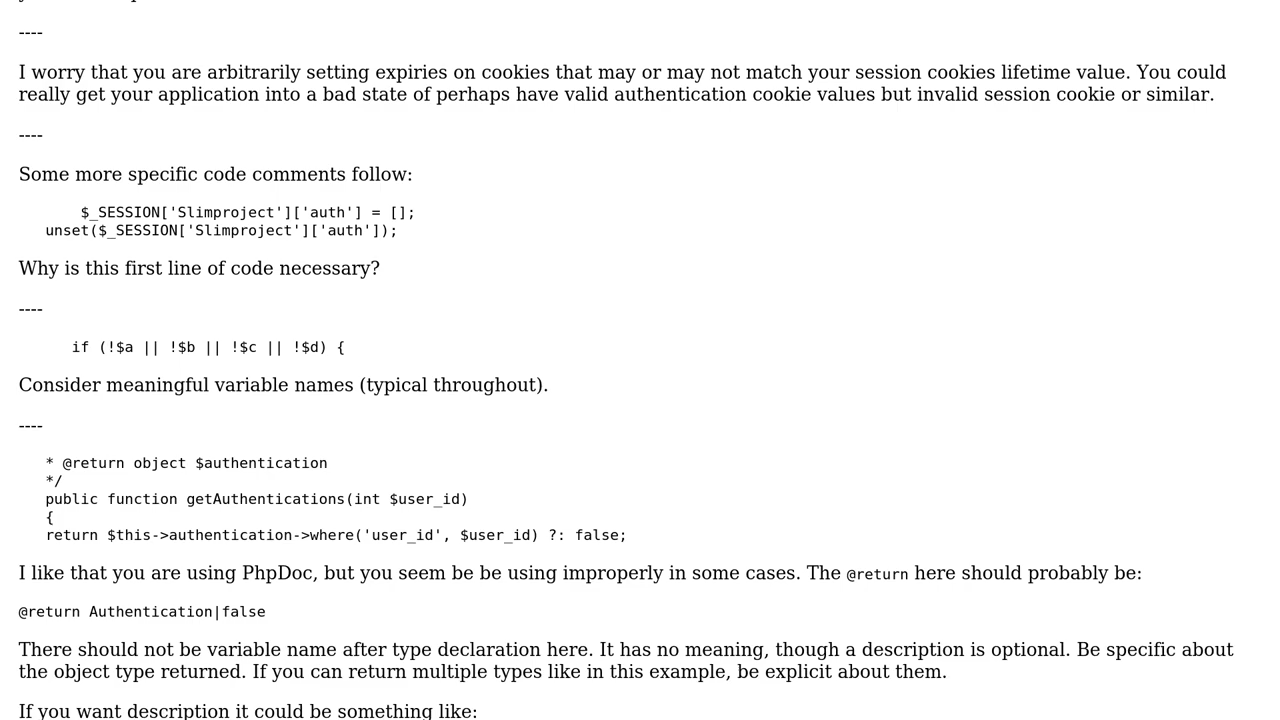 ----
I worry that you are arbitrarily setting expiries on cookies that may or may not match your session cookies lifetime value. You could
really get your application into a bad state of perhaps have valid authentication cookie values but invalid session cookie or similar.
----
Some more specific code comments follow:
$_SESSION['Slimproject']['auth'] = [];
unset($_SESSION['Slimproject']['auth']);
Why is this first line of code necessary?
----
if (!$a || !$b || !$c || !$d) {
Consider meaningful variable names (typical throughout).
----
* @return object $authentication
*/
public function getAuthentications(int $user_id)
{
return $this->authentication->where('user_id', $user_id) ?: false;
I like that you are using PhpDoc, but you seem be be using improperly in some cases. The @return here should probably be:
@return Authentication|false
There should not be variable name after type declaration here. It has no meaning, though a description is optional. Be specific about
the object type returned. If you can return multiple types like in this example, be explicit about them.
If you want description it could be something like: